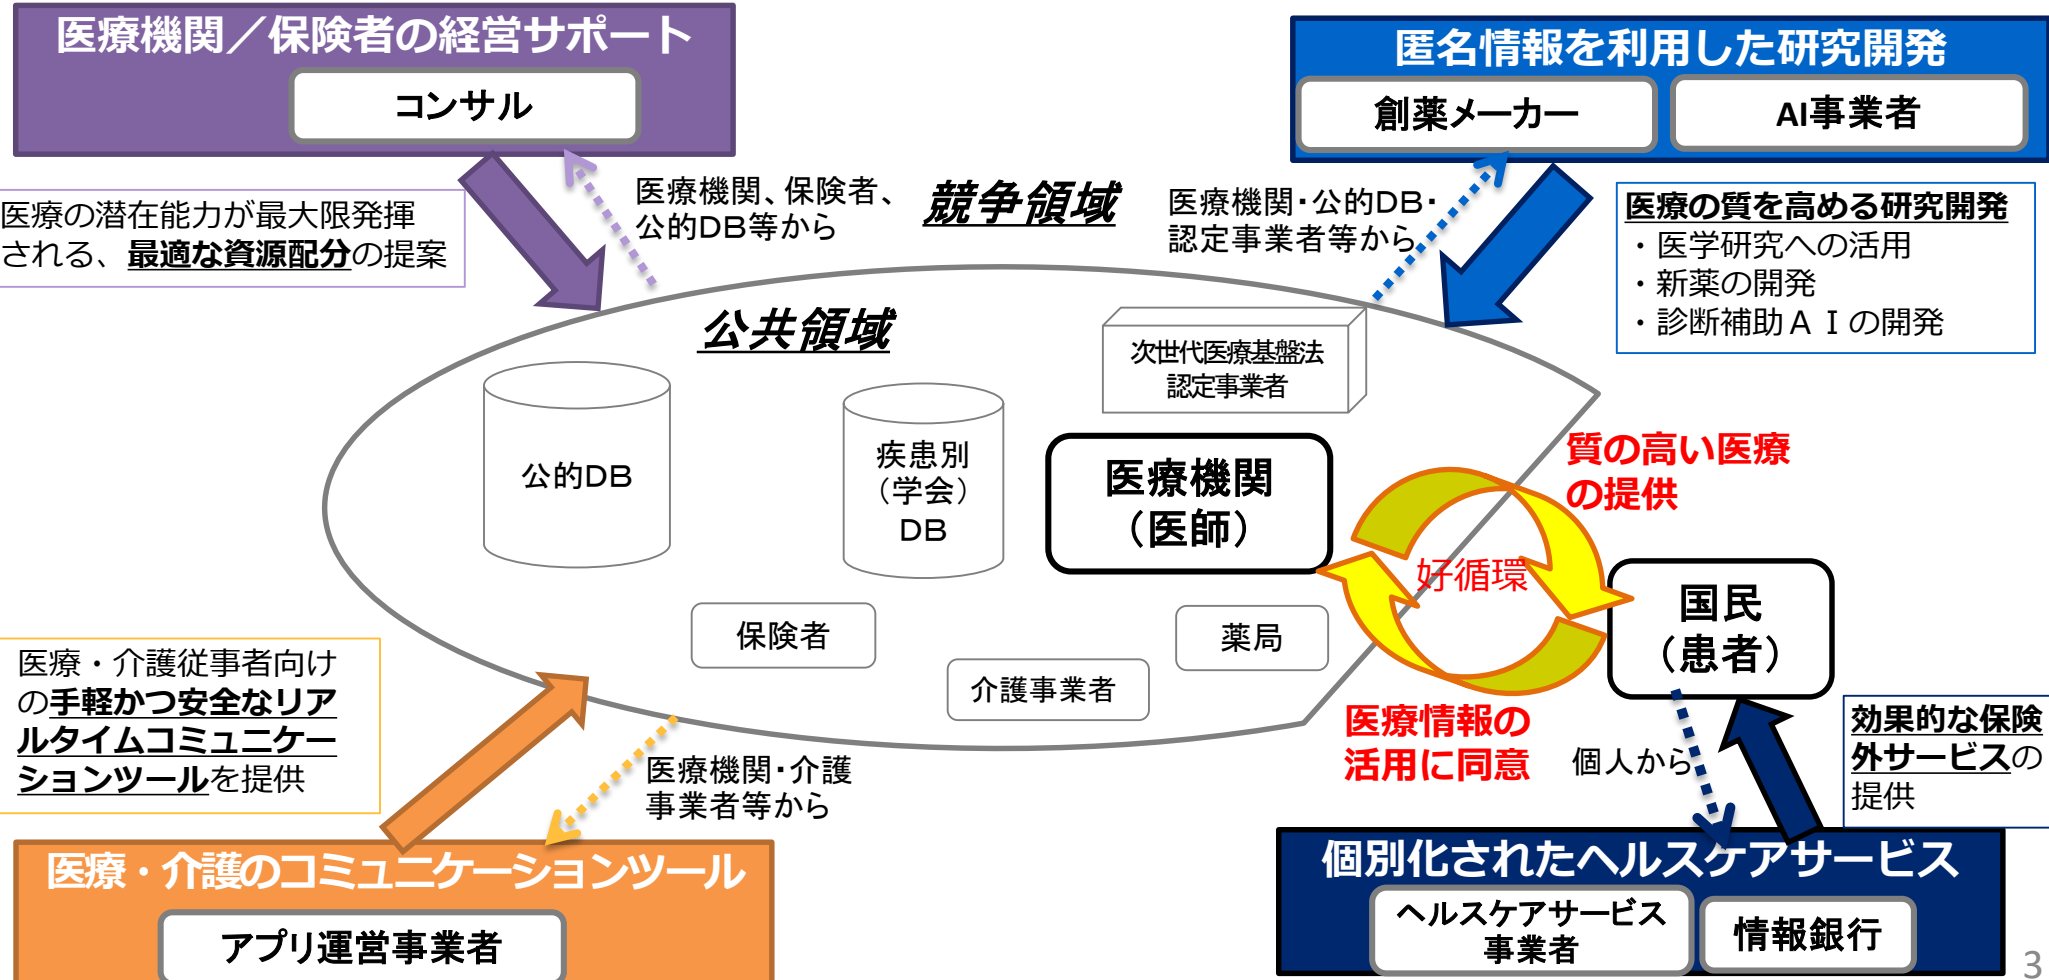 医療機関／保険者の経営サポート
コンサル
匿名情報を利用した研究開発
創薬メーカー
AI事業者
医療の潜在能力が最大限発揮
される、最適な資源配分の提案
医療機関、保険者、
公的DB等から
競争領域
医療機関・公的DB・
認定事業者等から
医療の質を高める研究開発
・医学研究への活用
・新薬の開発
・診断補助ＡＩの開発
公共領域
次世代医療基盤法
認定事業者
公的DB
疾患別
（学会）
DB
医療機関
（医師）
質の高い医療
の提供
好循環
国民
（患者）
保険者
薬局
介護事業者
医療情報の
活用に同意
医療・介護従事者向け
の手軽かつ安全なリア
ルタイムコミュニケー
ションツールを提供
医療機関・介護
事業者等から
個人から
効果的な保険
外サービスの
提供
医療・介護のコミュニケーションツール
アプリ運営事業者
個別化されたヘルスケアサービス
ヘルスケアサービス
事業者
情報銀行
3